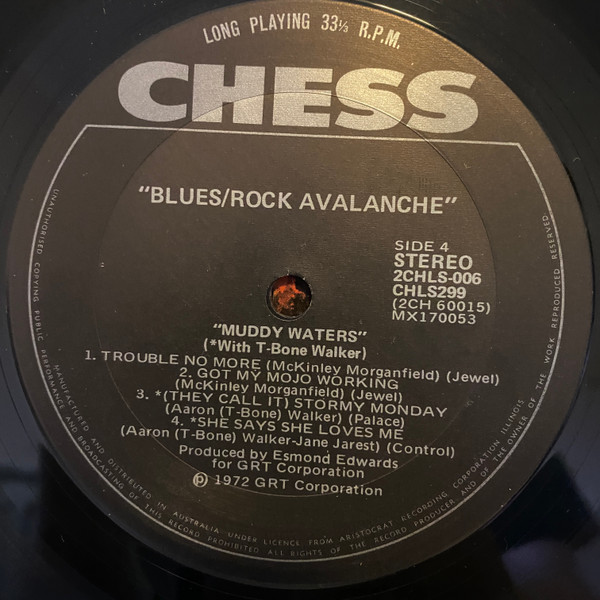 LONG PLAYING 33⅓ R.P.M.
CHESS
"BLUES/ROCK AVALANCHE"
SIDE 4
STEREO
2CHLS-006
CHLS299
(2CH 60015)
MX170053
"MUDDY WATERS"
(*With T-Bone Walker)
1. TROUBLE NO MORE (McKinley Morganfield) (Jewel)
2. GOT MY MOJO WORKING
(McKinley Morganfield) (Jewel)
3. *(THEY CALL IT) STORMY MONDAY
(Aaron (T-Bone) Walker) (Palace)
4. *SHE SAYS SHE LOVES ME
(Aaron (T-Bone) Walker-Jane Jarest) (Control)
Produced by Esmond Edwards
for GRT Corporation
℗ 1972 GRT Corporation
MANUFACTURED AND DISTRIBUTED IN AUSTRALIA UNDER LICENCE FROM ARISTOCRAT RECORDING CORPORATION ILLINOIS
UNAUTHORISED COPYING PUBLIC PERFORMANCE AND BROADCASTING OF THIS RECORD PROHIBITED ALL RIGHTS OF THE RECORD PRODUCER AND OF THE OWNER OF THE WORK REPRODUCED RESERVED.